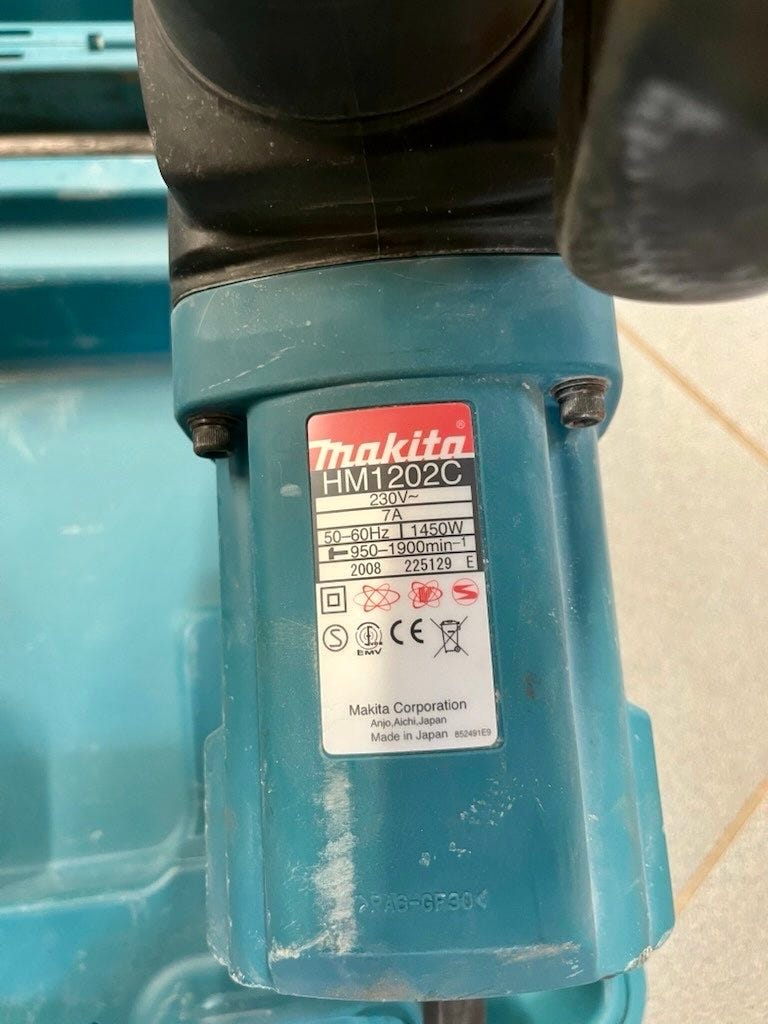 makita®
HM1202C
230V~
7A
50-60Hz 1450W
950-1900min⁻¹
2008 225129 E
S
EMV
CE
Makita Corporation
Anjo,Aichi,Japan
Made in Japan 852491E9
>PA6-GF30<